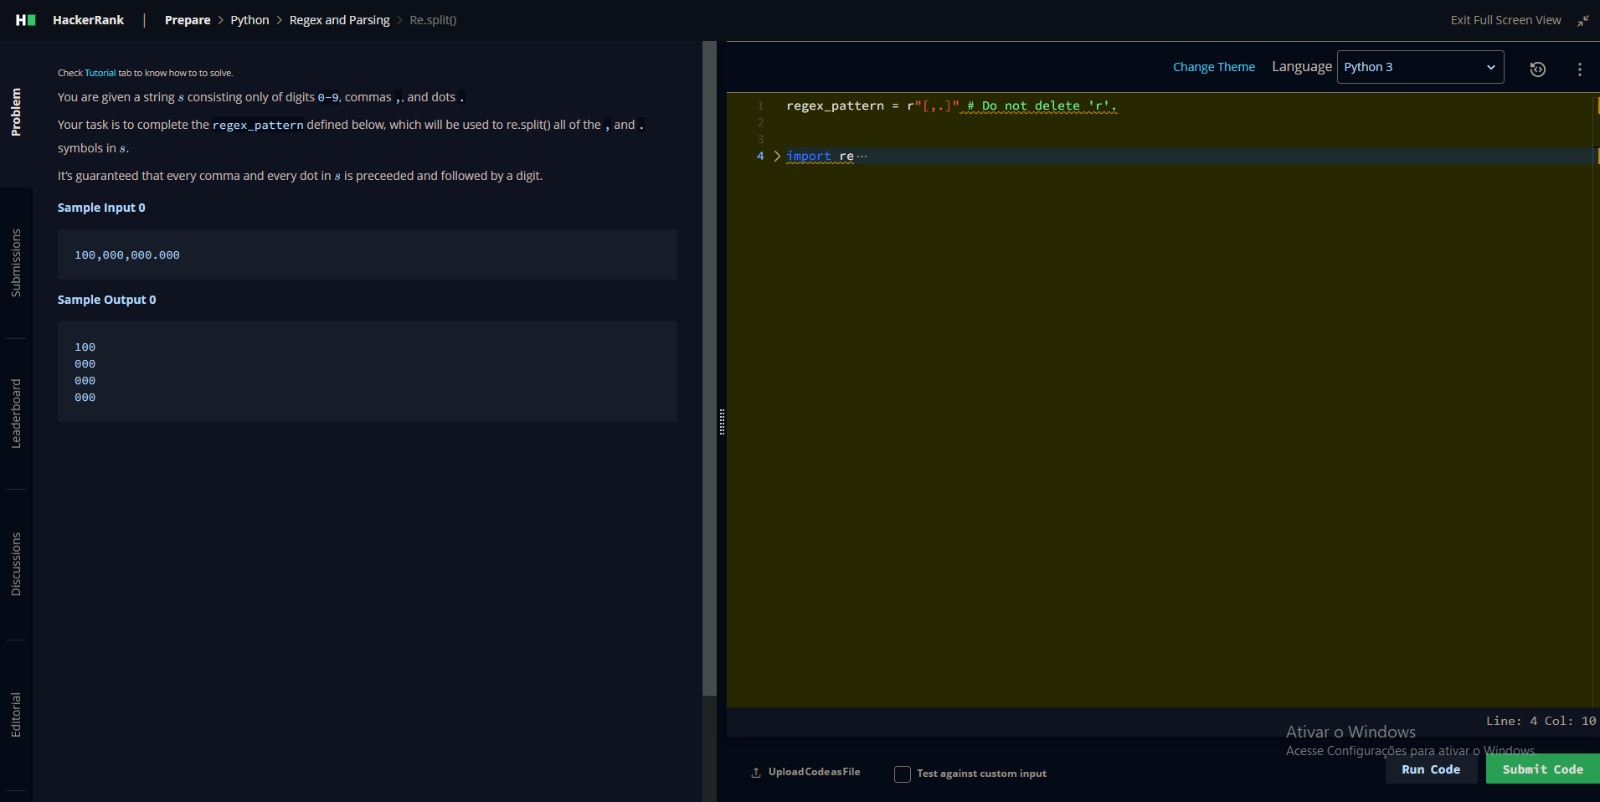 HackerRank | Prepare > Python > Regex and Parsing > Re.split()
Exit Full Screen View
Problem
Submissions
Leaderboard
Discussions
Editorial
Check Tutorial tab to know how to to solve.
You are given a string s consisting only of digits 0-9, commas ,, and dots .
Your task is to complete the regex_pattern defined below, which will be used to re.split() all of the , and .
symbols in s.
It's guaranteed that every comma and every dot in s is preceeded and followed by a digit.
Sample Input 0
100,000,000.000
Sample Output 0
100
000
000
000
Change Theme Language Python 3
1 regex_pattern = r"[,.]" # Do not delete 'r'.
2
3
4 > import re ···
Line: 4 Col: 10
Ativar o Windows
Acesse Configurações para ativar o Windows.
Upload Code as File
Test against custom input
Run Code
Submit Code